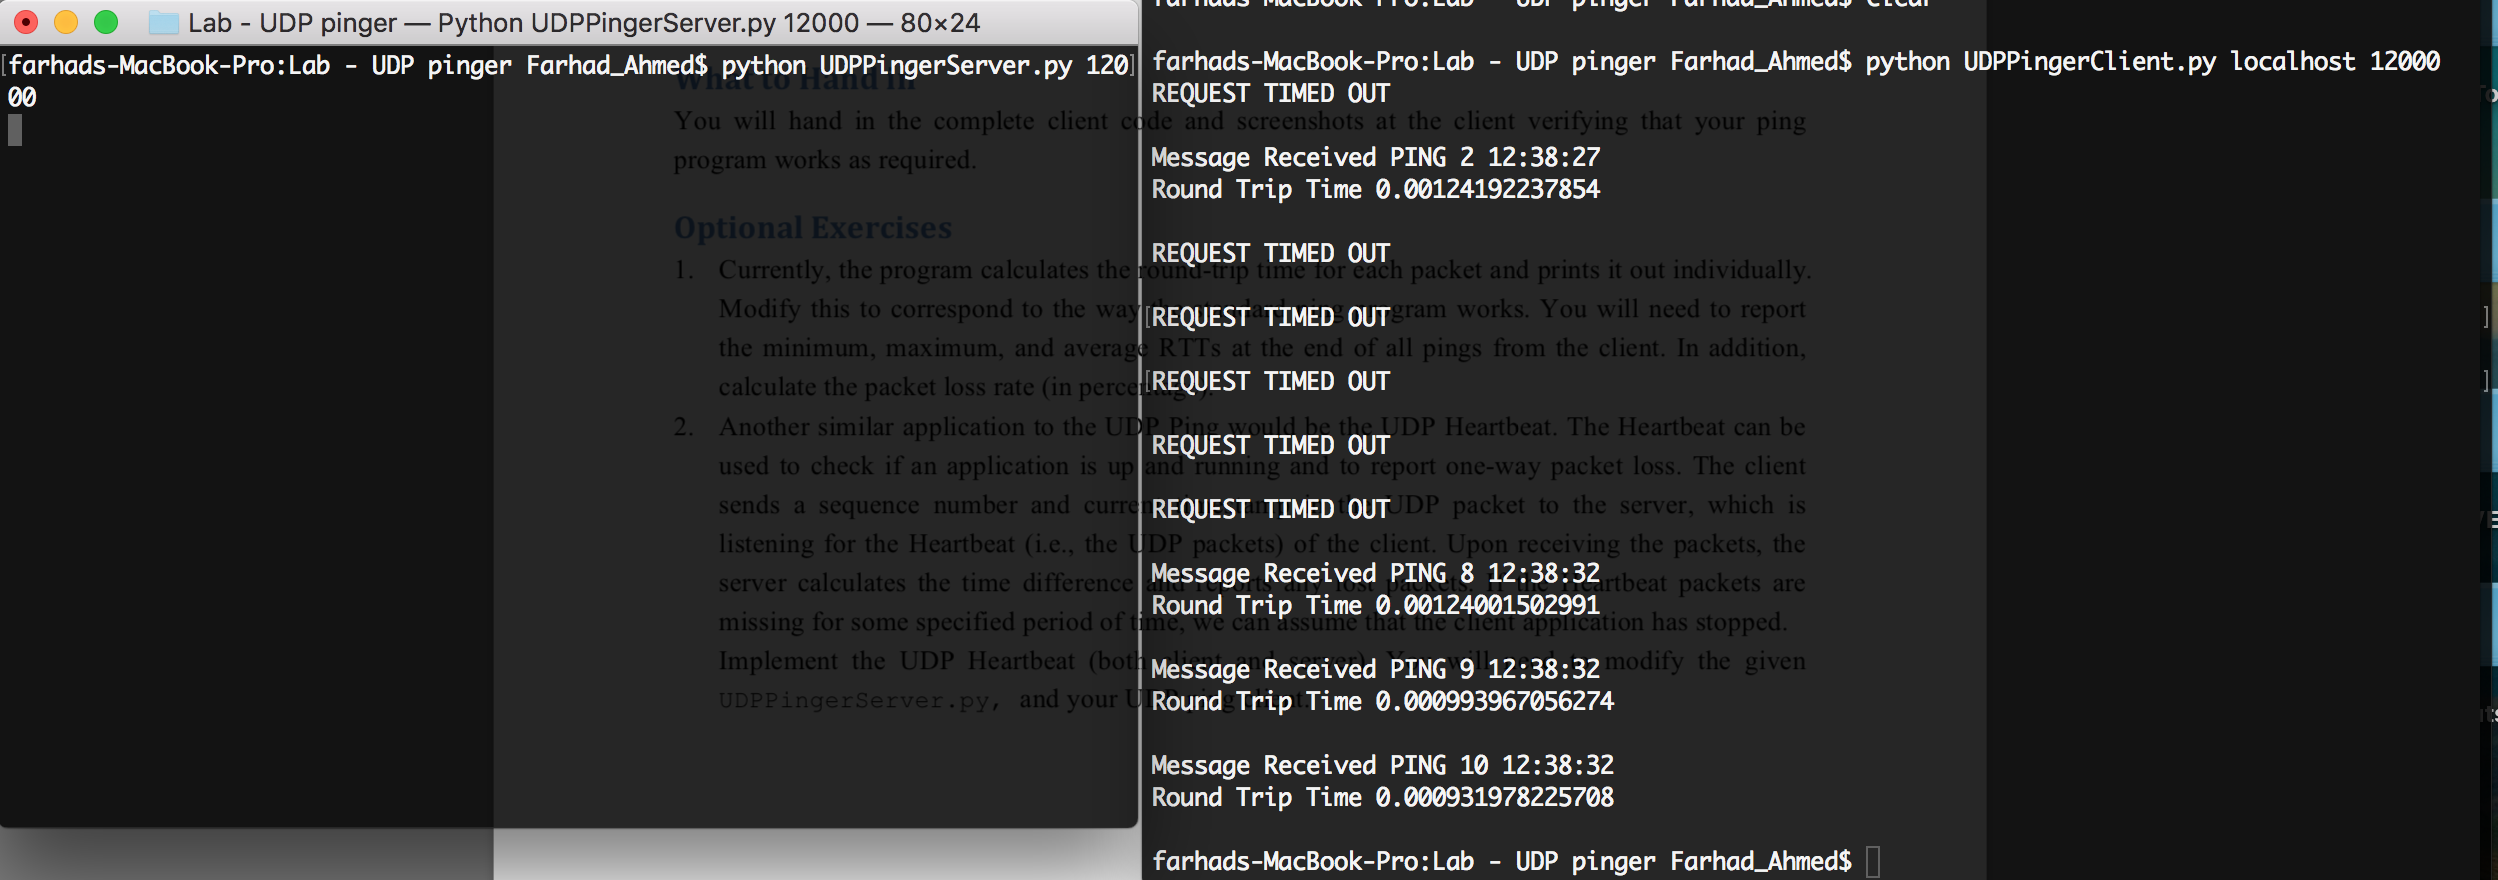 Lab - UDP pinger — Python UDPPingerServer.py 12000 — 80×24
[farhads-MacBook-Pro:Lab - UDP pinger Farhad_Ahmed$ python UDPPingerServer.py 120]
00
What to Hand in
You will hand in the complete client code and screenshots at the client verifying that your ping
program works as required.
Optional Exercises
1. Currently, the program calculates the round-trip time for each packet and prints it out individually.
Modify this to correspond to the way program works. You will need to report
the minimum, maximum, and average RTTs at the end of all pings from the client. In addition,
calculate the packet loss rate (in percentage).
2. Another similar application to the UDP Ping would be the UDP Heartbeat. The Heartbeat can be
used to check if an application is up and running and to report one-way packet loss. The client
sends a sequence number and current UDP packet to the server, which is
listening for the Heartbeat (i.e., the UDP packets) of the client. Upon receiving the packets, the
server calculates the time difference and reports any lost packets. If the Heartbeat packets are
missing for some specified period of time, we can assume that the client application has stopped.
Implement the UDP Heartbeat (both client and server). You will need to modify the given
UDPPingerServer.py, and your UDP ping client.
farhads-MacBook-Pro:Lab - UDP pinger Farhad_Ahmed$ clear
farhads-MacBook-Pro:Lab - UDP pinger Farhad_Ahmed$ python UDPPingerClient.py localhost 12000
REQUEST TIMED OUT
Message Received PING 2 12:38:27
Round Trip Time 0.00124192237854
REQUEST TIMED OUT
[REQUEST TIMED OUT ]
[REQUEST TIMED OUT ]
REQUEST TIMED OUT
REQUEST TIMED OUT
Message Received PING 8 12:38:32
Round Trip Time 0.00124001502991
Message Received PING 9 12:38:32
Round Trip Time 0.000993967056274
Message Received PING 10 12:38:32
Round Trip Time 0.000931978225708
farhads-MacBook-Pro:Lab - UDP pinger Farhad_Ahmed$